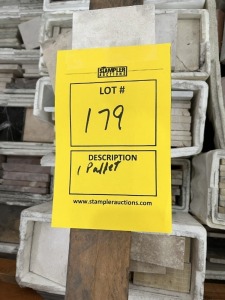 STAMPLER
AUCTIONS
LOT #
179
DESCRIPTION
1 Pallet
www.stamplerauctions.com